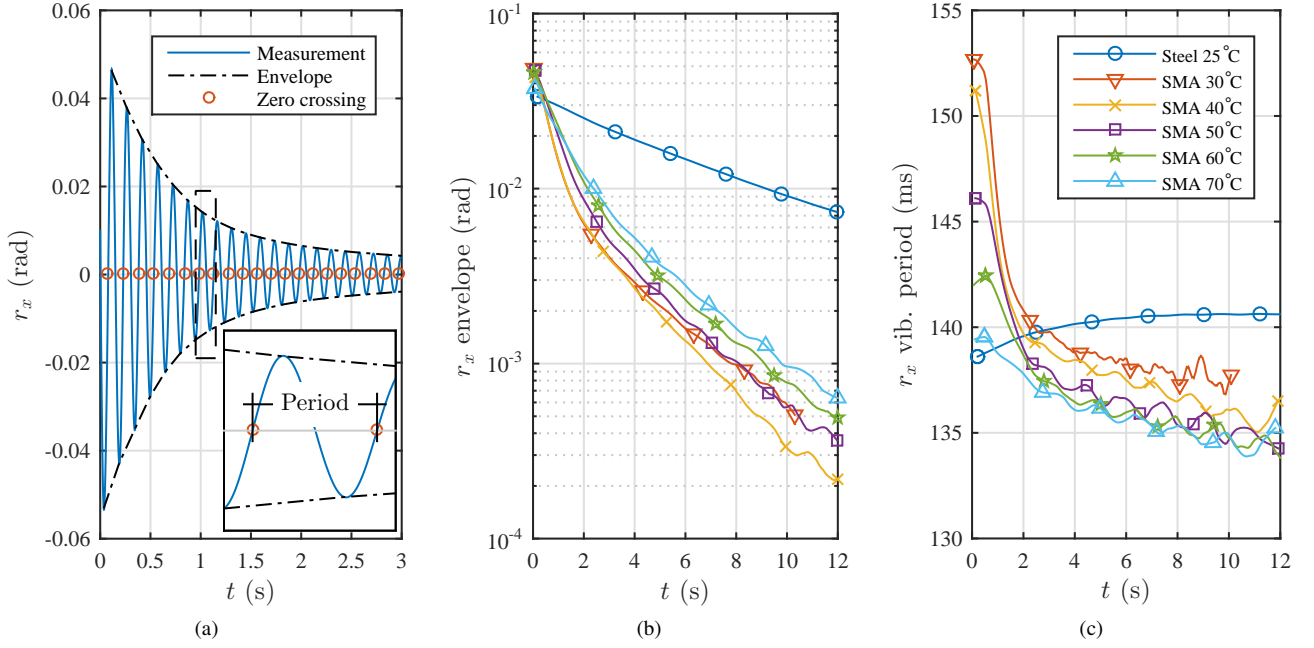 0.06
0.04
0.02
0
-0.02
-0.04
-0.06
r_x (rad)
Measurement
Envelope
Zero crossing
Period
0 0.5 1 1.5 2 2.5 3
t (s)
(a)
10^{-1}
10^{-2}
10^{-3}
10^{-4}
r_x envelope (rad)
0 2 4 6 8 10 12
t (s)
(b)
155
150
145
140
135
130
r_x vib. period (ms)
Steel 25°C
SMA 30°C
SMA 40°C
SMA 50°C
SMA 60°C
SMA 70°C
0 2 4 6 8 10 12
t (s)
(c)